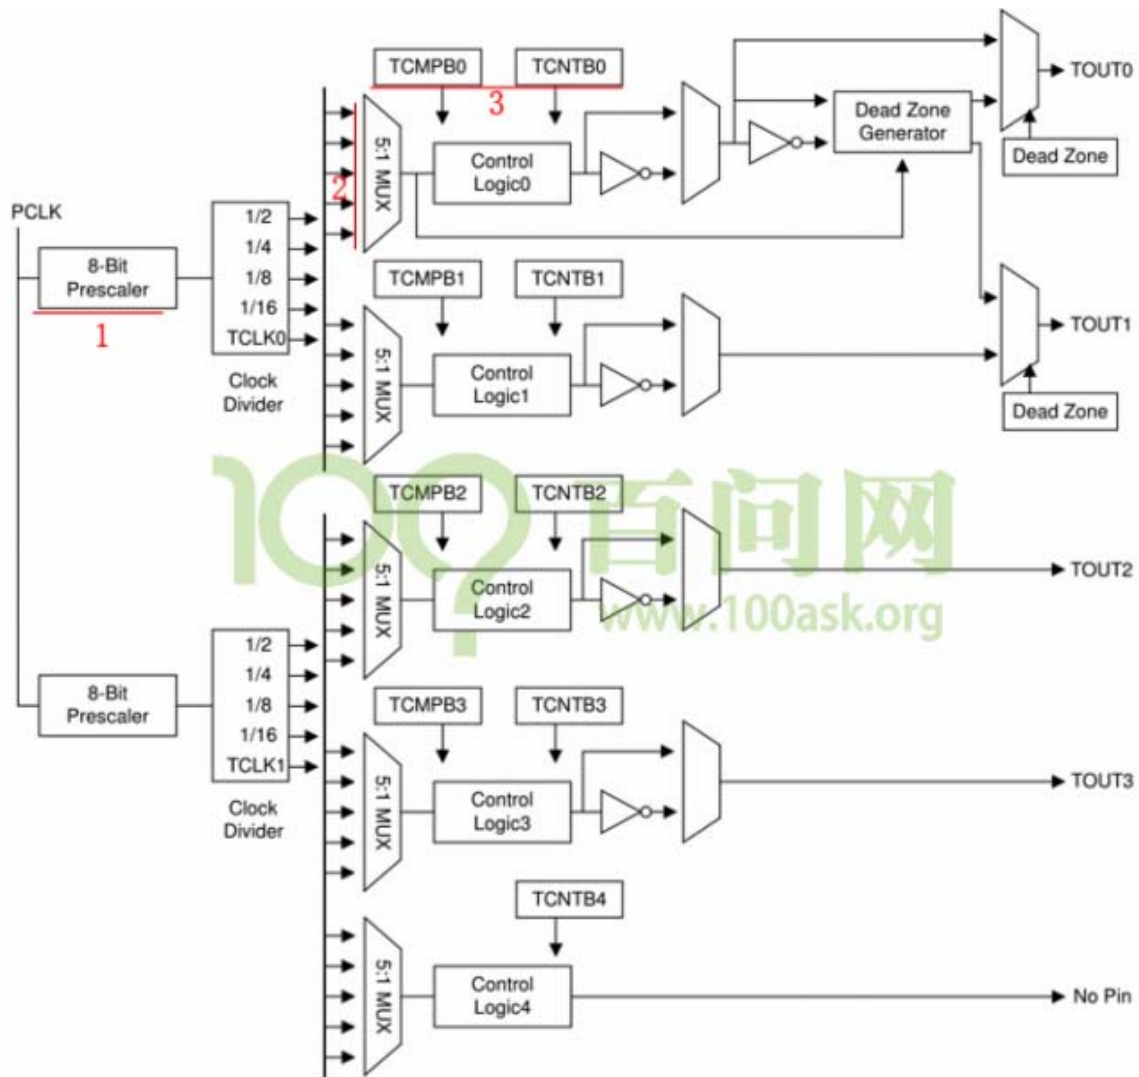 TCMPB0
TCNTB0
3
TOUT0
5:1 MUX
2
Control
Logic0
Dead Zone
Generator
Dead Zone
PCLK
8-Bit
Prescaler
1
1/2
1/4
1/8
1/16
TCLK0
Clock
Divider
TCMPB1
TCNTB1
5:1 MUX
Control
Logic1
TOUT1
Dead Zone
100
百问网
www.100ask.org
TCMPB2
TCNTB2
5:1 MUX
Control
Logic2
TOUT2
8-Bit
Prescaler
1/2
1/4
1/8
1/16
TCLK1
Clock
Divider
TCMPB3
TCNTB3
5:1 MUX
Control
Logic3
TOUT3
TCNTB4
5:1 MUX
Control
Logic4
No Pin